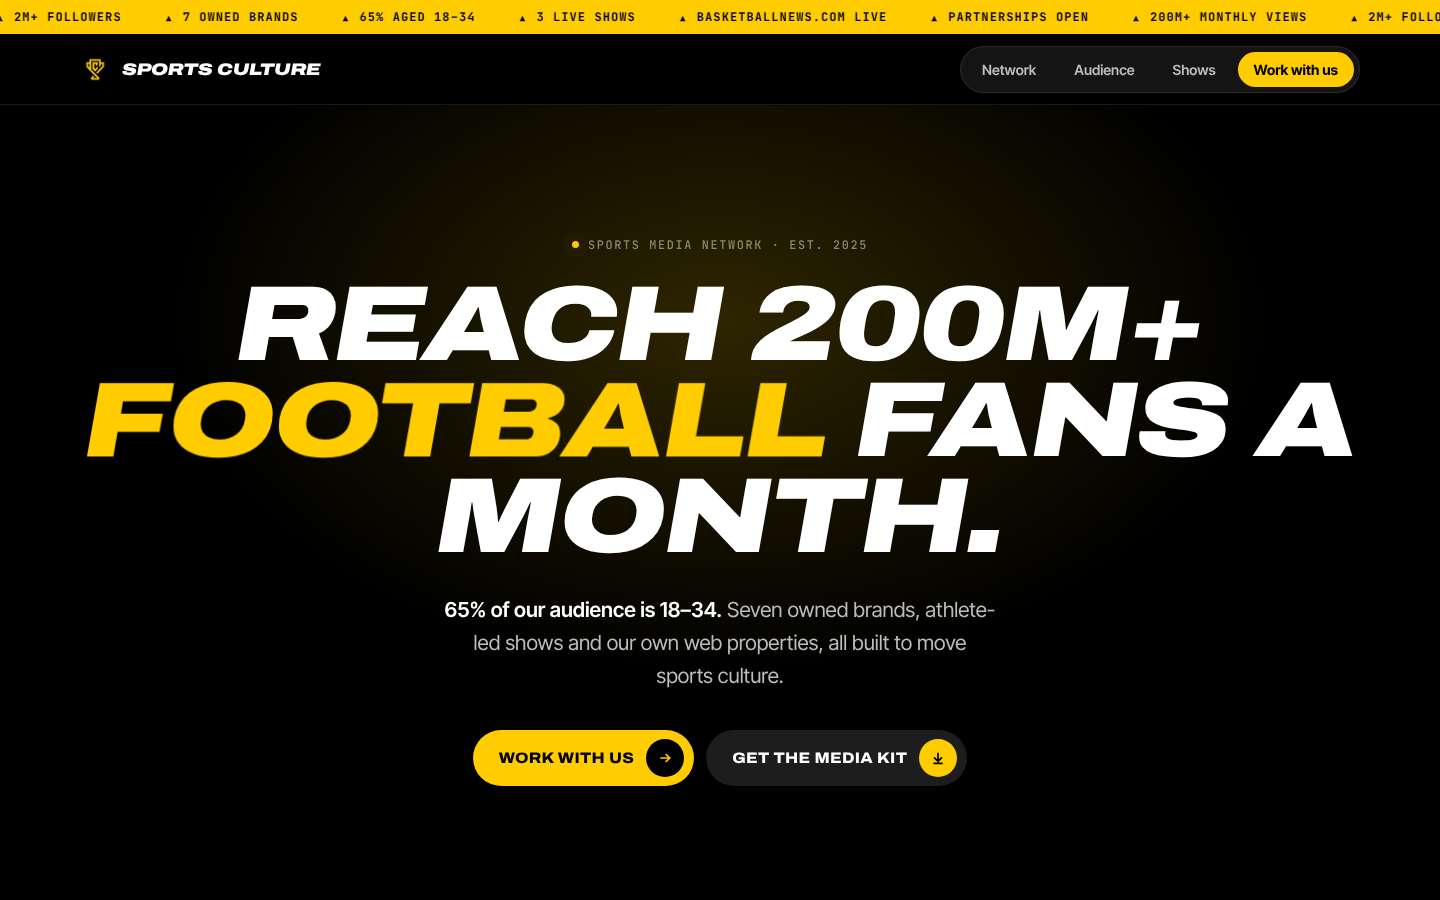 ▲ 2M+ FOLLOWERS ▲ 7 OWNED BRANDS ▲ 65% AGED 18–34 ▲ 3 LIVE SHOWS ▲ BASKETBALLNEWS.COM LIVE ▲ PARTNERSHIPS OPEN ▲ 200M+ MONTHLY VIEWS ▲ 2M+ FOLLO
SPORTS CULTURE
Network Audience Shows Work with us
SPORTS MEDIA NETWORK · EST. 2025
REACH 200M+
FOOTBALL FANS A
MONTH.
65% of our audience is 18–34. Seven owned brands, athlete-
led shows and our own web properties, all built to move
sports culture.
WORK WITH US → GET THE MEDIA KIT